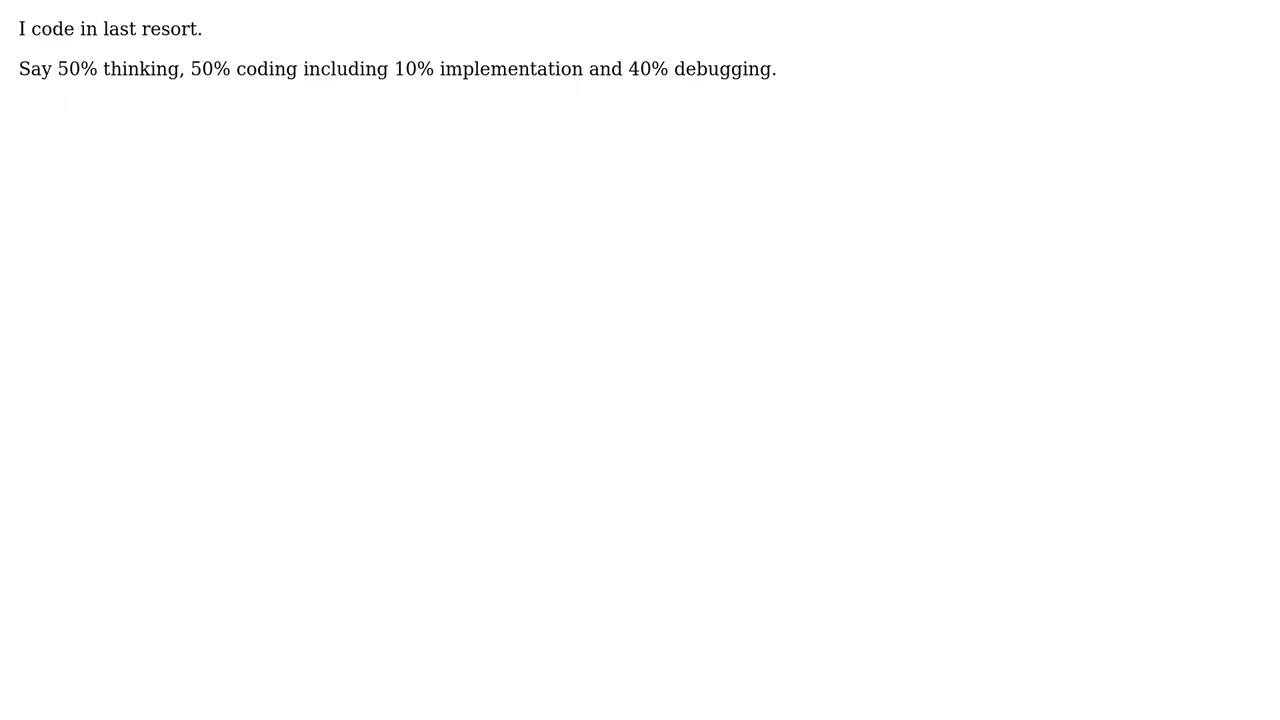 I code in last resort.
Say 50% thinking, 50% coding including 10% implementation and 40% debugging.